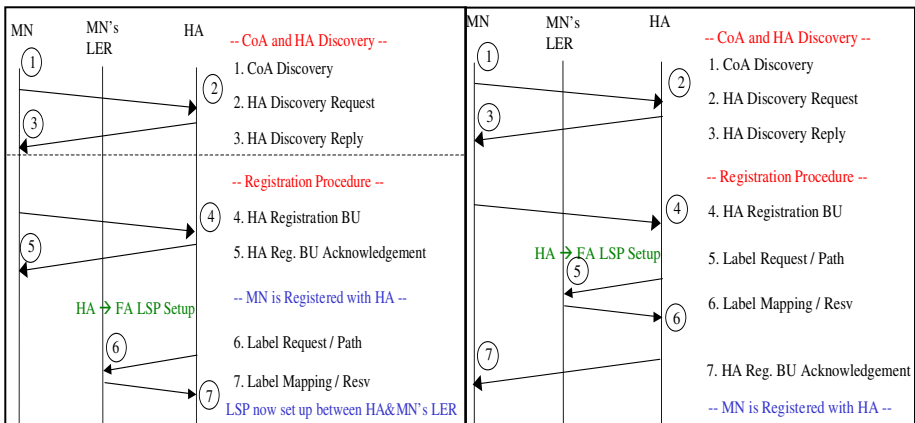 MN
MN's
LER
HA
-- CoA and HA Discovery --
1
1. CoA Discovery
2
2. HA Discovery Request
3
3. HA Discovery Reply
-- Registration Procedure --
4
4. HA Registration BU
5
5. HA Reg. BU Acknowledgement
-- MN is Registered with HA --
HA → FA LSP Setup
6
6. Label Request / Path
7. Label Mapping / Resv
7
LSP now set up between HA&MN's LER
MN
MN's
LER
HA
-- CoA and HA Discovery --
1
1. CoA Discovery
2
2. HA Discovery Request
3
3. HA Discovery Reply
-- Registration Procedure --
4
4. HA Registration BU
HA → FA LSP Setup
5
5. Label Request / Path
6. Label Mapping / Resv
6
7
7. HA Reg. BU Acknowledgement
-- MN is Registered with HA --